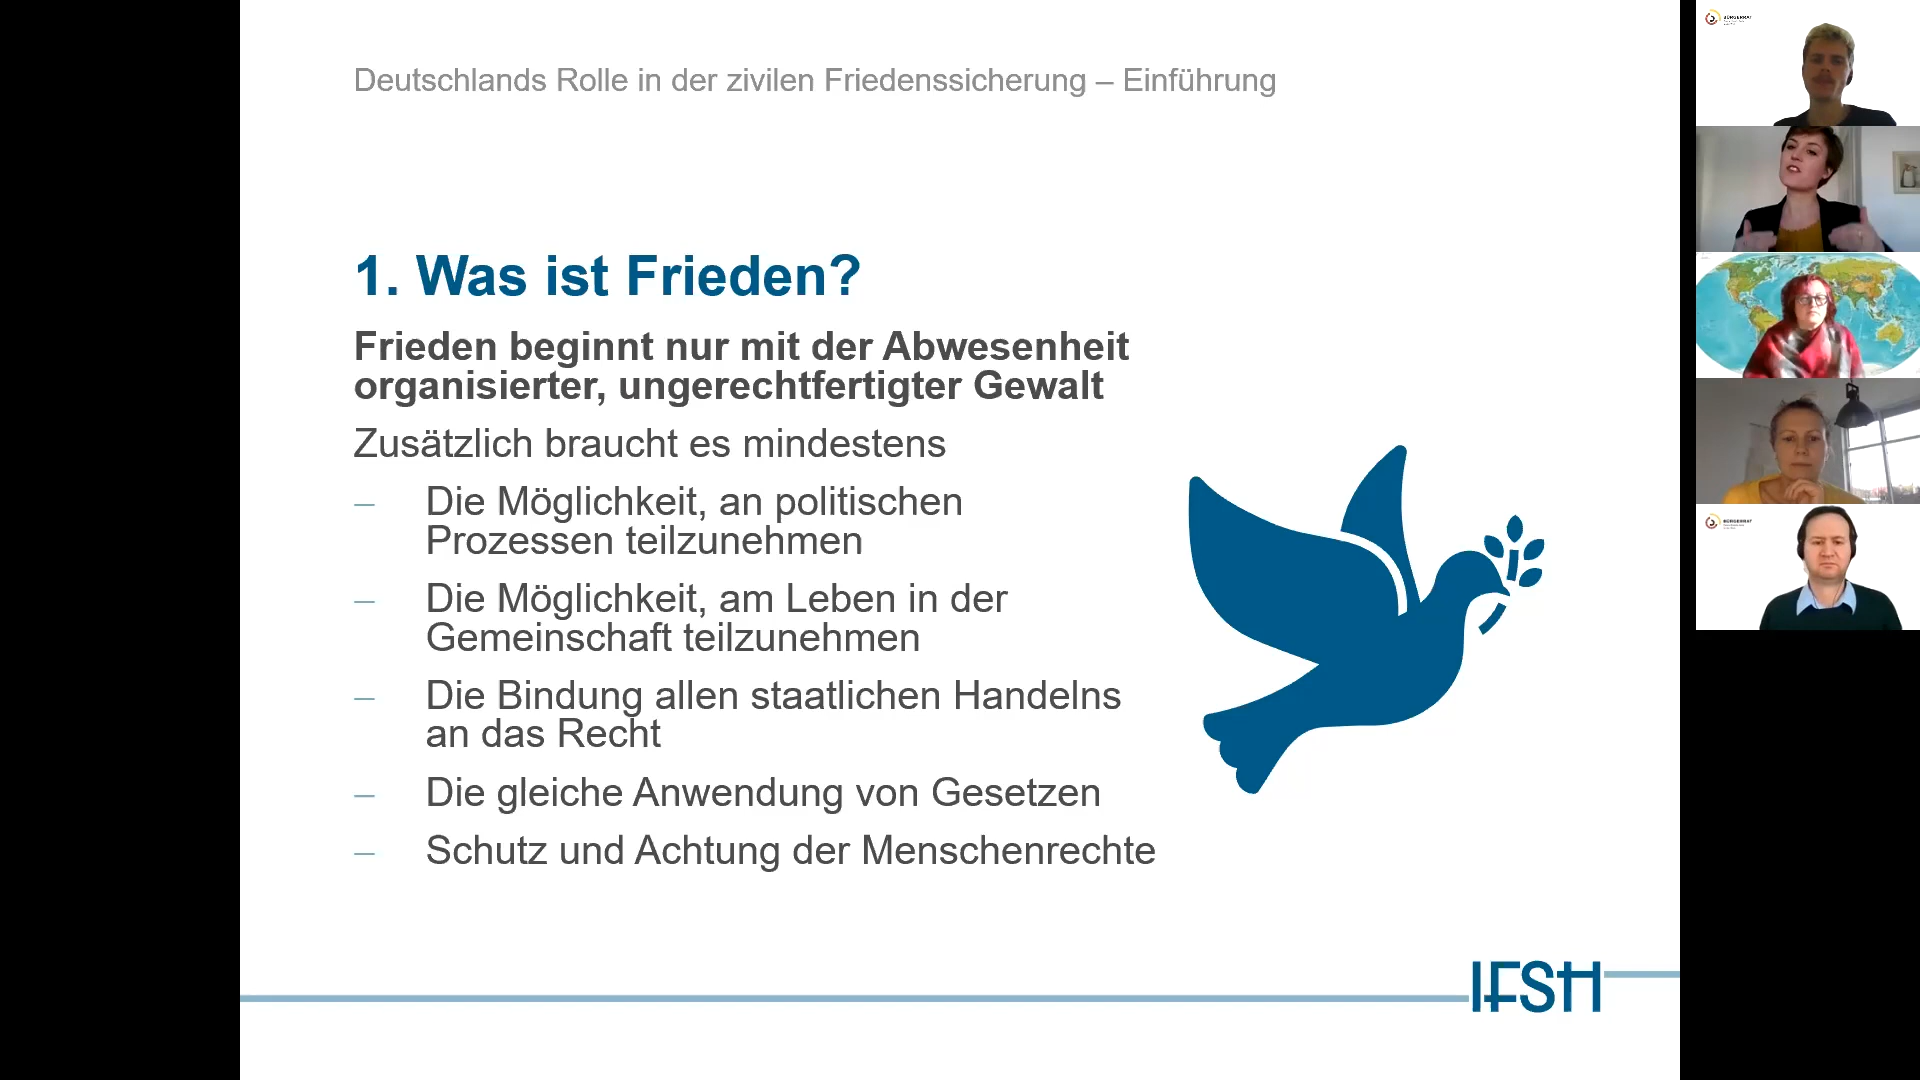 Deutschlands Rolle in der zivilen Friedenssicherung – Einführung
1. Was ist Frieden?
Frieden beginnt nur mit der Abwesenheit
organisierter, ungerechtfertigter Gewalt
Zusätzlich braucht es mindestens
– Die Möglichkeit, an politischen
Prozessen teilzunehmen
– Die Möglichkeit, am Leben in der
Gemeinschaft teilzunehmen
– Die Bindung allen staatlichen Handelns
an das Recht
– Die gleiche Anwendung von Gesetzen
– Schutz und Achtung der Menschenrechte
IFSH
BÜRGERRAT
BÜRGERRAT